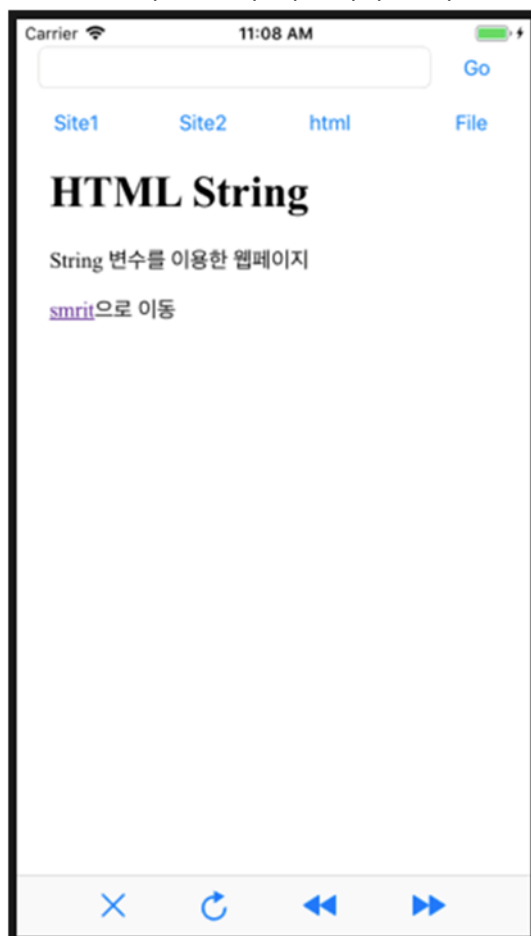 Carrier 11:08 AM
Go
Site1 Site2 html File
HTML String
String 변수를 이용한 웹페이지
smrit으로 이동